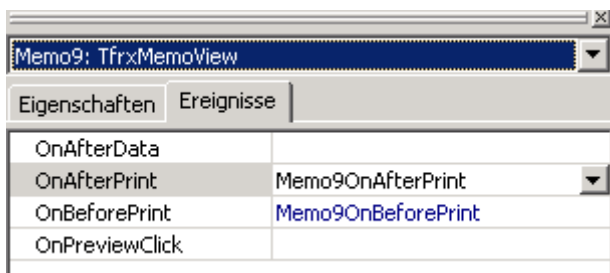 Memo9: TfrxMemoView
Eigenschaften Ereignisse
OnAfterData
OnAfterPrint Memo9OnAfterPrint
OnBeforePrint Memo9OnBeforePrint
OnPreviewClick